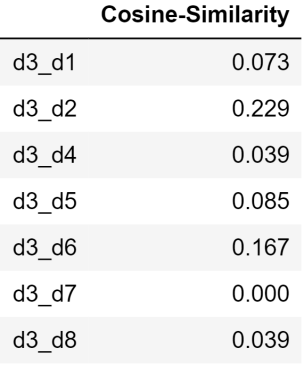 Cosine-Similarity
d3_d1 0.073
d3_d2 0.229
d3_d4 0.039
d3_d5 0.085
d3_d6 0.167
d3_d7 0.000
d3_d8 0.039